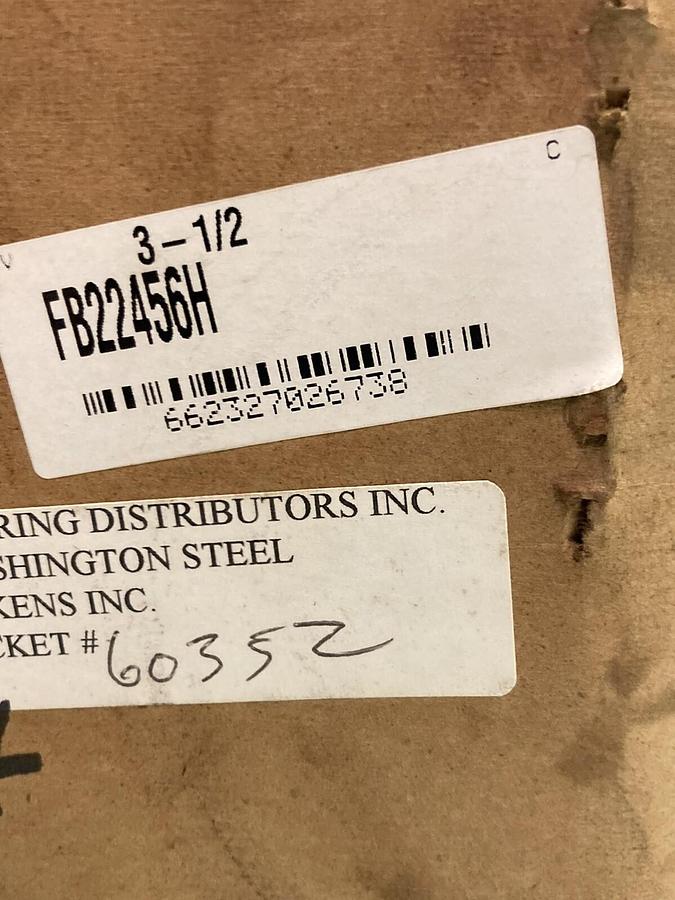 C
V
3-1/2
FB22456H
662327026738
RING DISTRIBUTORS INC.
SHINGTON STEEL
KENS INC.
CKET # 60352